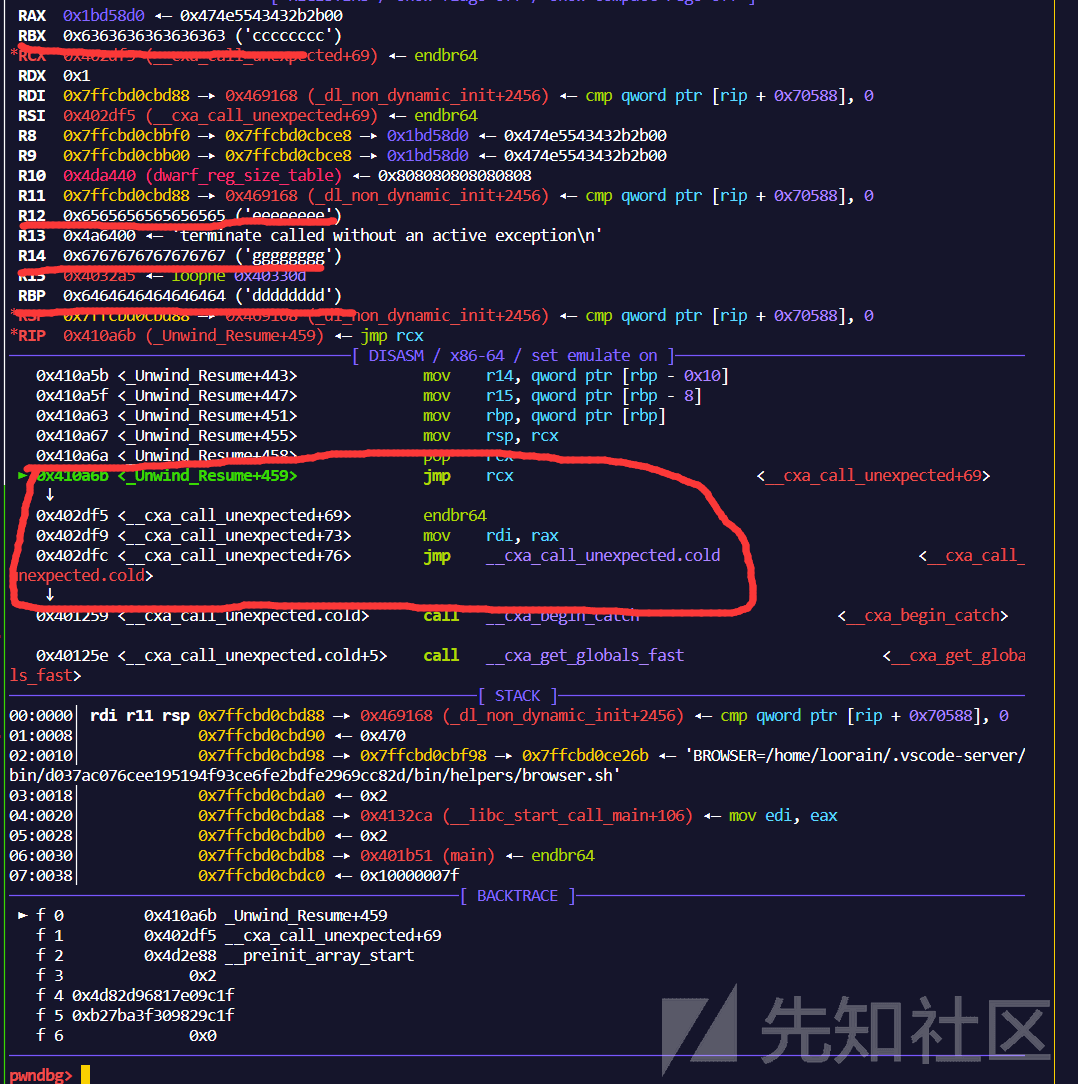 [ REGISTERS / show-flags off / show-compact-regs off ]
RAX 0x1bd58d0 ◂— 0x474e5543432b2b00
RBX 0x6363636363636363 ('cccccccc')
*RCX 0x402df5 (__cxa_call_unexpected+69) ◂— endbr64
RDX 0x1
RDI 0x7ffcbd0cbd88 —▸ 0x469168 (_dl_non_dynamic_init+2456) ◂— cmp qword ptr [rip + 0x70588], 0
RSI 0x402df5 (__cxa_call_unexpected+69) ◂— endbr64
R8 0x7ffcbd0cbbf0 —▸ 0x7ffcbd0cbce8 —▸ 0x1bd58d0 ◂— 0x474e5543432b2b00
R9 0x7ffcbd0cbb00 —▸ 0x7ffcbd0cbce8 —▸ 0x1bd58d0 ◂— 0x474e5543432b2b00
R10 0x4da440 (dwarf_reg_size_table) ◂— 0x808080808080808
R11 0x7ffcbd0cbd88 —▸ 0x469168 (_dl_non_dynamic_init+2456) ◂— cmp qword ptr [rip + 0x70588], 0
R12 0x6565656565656565 ('eeeeeeee')
R13 0x4a6400 ◂— 'terminate called without an active exception\n'
R14 0x6767676767676767 ('gggggggg')
R15 0x4032a5 ◂— loopne 0x40330d
RBP 0x6464646464646464 ('dddddddd')
*RSP 0x7ffcbd0cbd88 —▸ 0x469168 (_dl_non_dynamic_init+2456) ◂— cmp qword ptr [rip + 0x70588], 0
*RIP 0x410a6b (_Unwind_Resume+459) ◂— jmp rcx
[ DISASM / x86-64 / set emulate on ]
0x410a5b <_Unwind_Resume+443> mov r14, qword ptr [rbp - 0x10]
0x410a5f <_Unwind_Resume+447> mov r15, qword ptr [rbp - 8]
0x410a63 <_Unwind_Resume+451> mov rbp, qword ptr [rbp]
0x410a67 <_Unwind_Resume+455> mov rsp, rcx
0x410a6a <_Unwind_Resume+458> pop rcx
► 0x410a6b <_Unwind_Resume+459> jmp rcx <__cxa_call_unexpected+69>
↓
0x402df5 <__cxa_call_unexpected+69> endbr64
0x402df9 <__cxa_call_unexpected+73> mov rdi, rax
0x402dfc <__cxa_call_unexpected+76> jmp __cxa_call_unexpected.cold <__cxa_call_
unexpected.cold>
↓
0x401259 <__cxa_call_unexpected.cold> call __cxa_begin_catch <__cxa_begin_catch>
0x40125e <__cxa_call_unexpected.cold+5> call __cxa_get_globals_fast <__cxa_get_globa
ls_fast>
[ STACK ]
00:0000│ rdi r11 rsp 0x7ffcbd0cbd88 —▸ 0x469168 (_dl_non_dynamic_init+2456) ◂— cmp qword ptr [rip + 0x70588], 0
01:0008│ 0x7ffcbd0cbd90 ◂— 0x470
02:0010│ 0x7ffcbd0cbd98 —▸ 0x7ffcbd0cbf98 —▸ 0x7ffcbd0ce26b ◂— 'BROWSER=/home/loorain/.vscode-server/
bin/d037ac076cee195194f93ce6fe2bdfe2969cc82d/bin/helpers/browser.sh'
03:0018│ 0x7ffcbd0cbda0 ◂— 0x2
04:0020│ 0x7ffcbd0cbda8 —▸ 0x4132ca (__libc_start_call_main+106) ◂— mov edi, eax
05:0028│ 0x7ffcbd0cbdb0 ◂— 0x2
06:0030│ 0x7ffcbd0cbdb8 —▸ 0x401b51 (main) ◂— endbr64
07:0038│ 0x7ffcbd0cbdc0 ◂— 0x10000007f
[ BACKTRACE ]
► f 0 0x410a6b _Unwind_Resume+459
f 1 0x402df5 __cxa_call_unexpected+69
f 2 0x4d2e88 __preinit_array_start
f 3 0x2
f 4 0x4d82d96817e09c1f
f 5 0xb27ba3f309829c1f
f 6 0x0
先知社区
pwndbg>